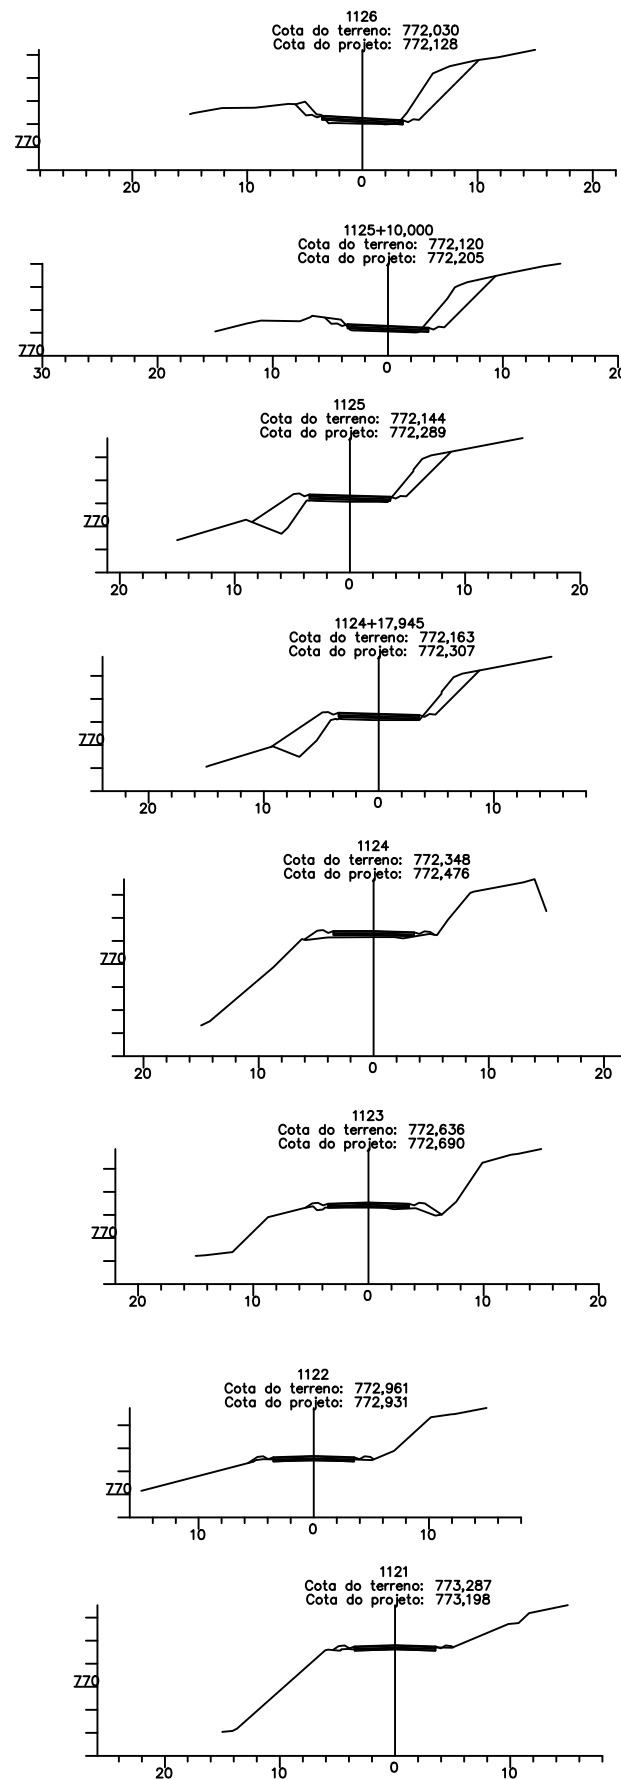 1126
Cota do terreno: 772,030
Cota do projeto: 772,128
770
20 10 0 10 20
1125+10,000
Cota do terreno: 772,120
Cota do projeto: 772,205
770
30 20 10 0 10 20
1125
Cota do terreno: 772,144
Cota do projeto: 772,289
770
20 10 0 10 20
1124+17,945
Cota do terreno: 772,163
Cota do projeto: 772,307
770
20 10 0 10
1124
Cota do terreno: 772,348
Cota do projeto: 772,476
770
20 10 0 10 20
1123
Cota do terreno: 772,636
Cota do projeto: 772,690
770
20 10 0 10 20
1122
Cota do terreno: 772,961
Cota do projeto: 772,931
770
10 0 10
1121
Cota do terreno: 773,287
Cota do projeto: 773,198
770
20 10 0 10